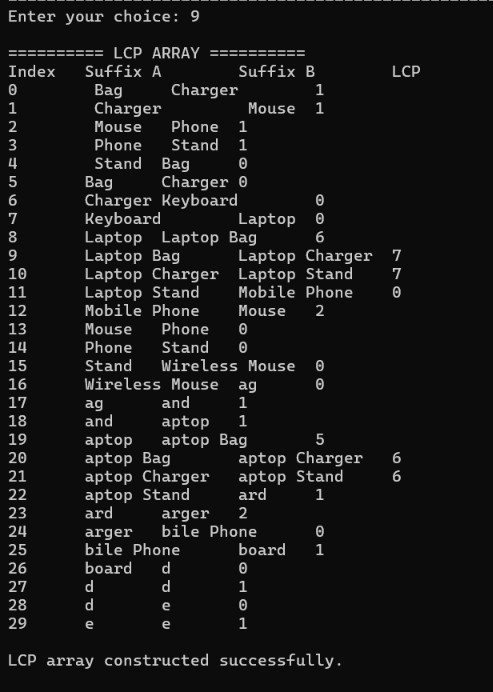 Enter your choice: 9
========== LCP ARRAY ==========
Index Suffix A Suffix B LCP
0 Bag Charger 1
1 Charger Mouse 1
2 Mouse Phone 1
3 Phone Stand 1
4 Stand Bag 0
5 Bag Charger 0
6 Charger Keyboard 0
7 Keyboard Laptop 0
8 Laptop Laptop Bag 6
9 Laptop Bag Laptop Charger 7
10 Laptop Charger Laptop Stand 7
11 Laptop Stand Mobile Phone 0
12 Mobile Phone Mouse 2
13 Mouse Phone 0
14 Phone Stand 0
15 Stand Wireless Mouse 0
16 Wireless Mouse ag 0
17 ag and 1
18 and aptop 1
19 aptop aptop Bag 5
20 aptop Bag aptop Charger 6
21 aptop Charger aptop Stand 6
22 aptop Stand ard 1
23 ard arger 2
24 arger bile Phone 0
25 bile Phone board 1
26 board d 0
27 d d 1
28 d e 0
29 e e 1
LCP array constructed successfully.